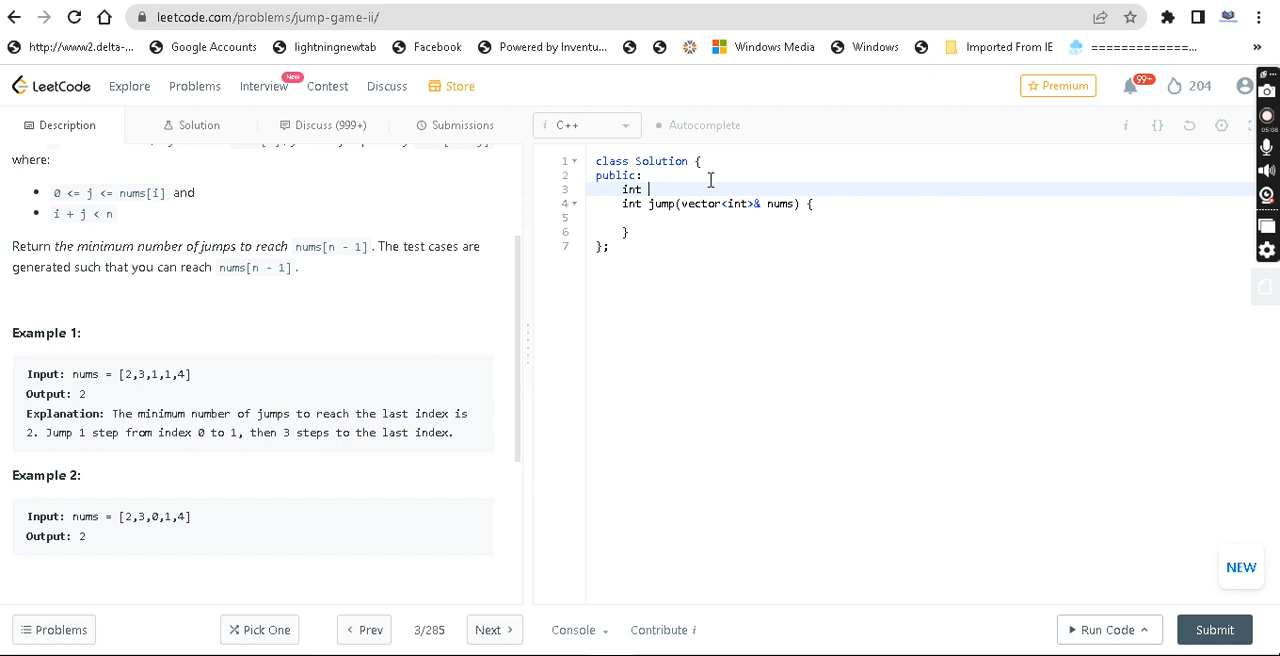 leetcode.com/problems/jump-game-ii/
http://www2.delta-... Google Accounts lightningnewtab Facebook Powered by Inventu... Windows Media Windows Imported From IE =============... »
LeetCode Explore Problems Interview New Contest Discuss Store Premium 99+ 204
Description Solution Discuss (999+) Submissions i C++ Autocomplete i {}
05:08
where:
0 <= j <= nums[i] and
i + j < n
Return the minimum number of jumps to reach nums[n - 1]. The test cases are
generated such that you can reach nums[n - 1].
Example 1:
Input: nums = [2,3,1,1,4]
Output: 2
Explanation: The minimum number of jumps to reach the last index is
2. Jump 1 step from index 0 to 1, then 3 steps to the last index.
Example 2:
Input: nums = [2,3,0,1,4]
Output: 2
1 class Solution {
2 public:
3 int
4 int jump(vector<int>& nums) {
5
6 }
7 };
NEW
Problems Pick One Prev 3/285 Next Console Contribute i Run Code Submit